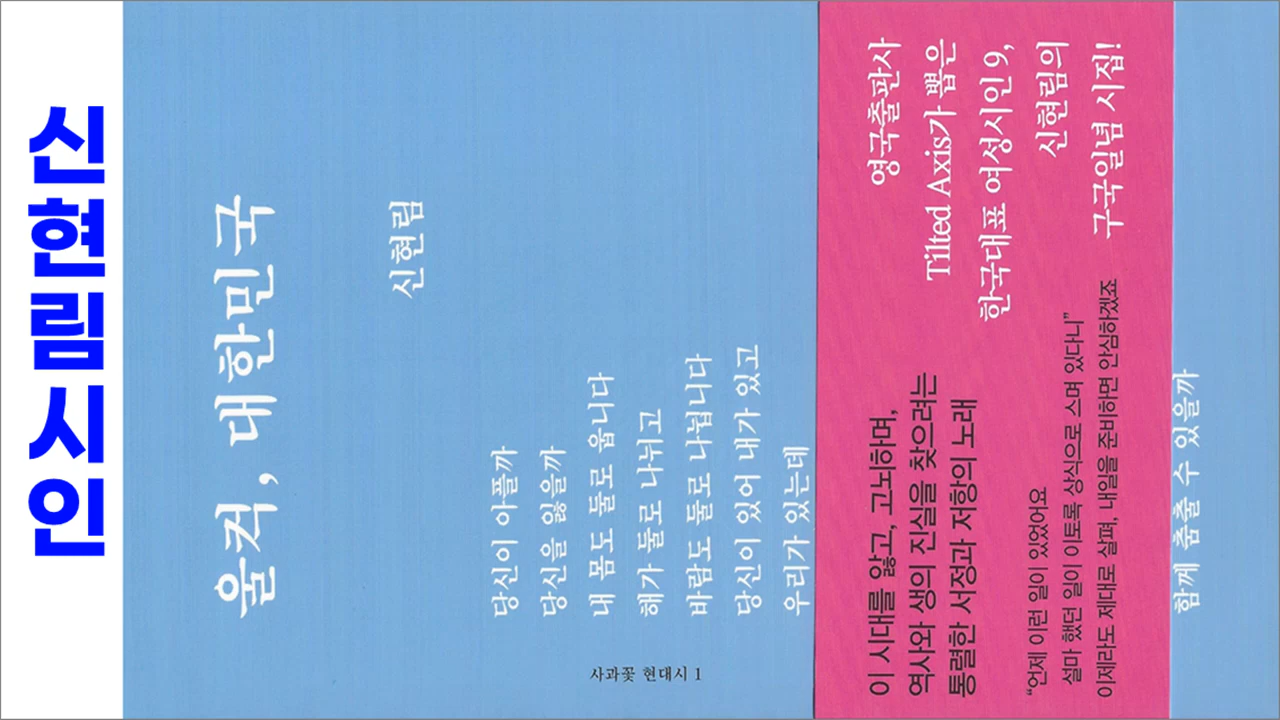 신현림시인
울컥, 대한민국
신현림
당신이 아플까
당신을 잃을까
내 몸도 둘로 웁니다
해가 둘로 나뉘고
바람도 둘로 나뉩니다
당신이 있어 내가 있고
우리가 있는데
사과꽃 현대시 1
영국출판사
Tilted Axis가 뽑은
한국대표 여성시인 9,
신현림의
구국일념 시집!
이 시대를 앓고, 고뇌하며,
역사와 생의 진실을 찾으려는
통렬한 서정과 저항의 노래
“언제 이런 일이 있었어요
설마 했던 일이 이토록 상식으로 스며 있다니”
이제라도 제대로 살펴, 내일을 준비하면 안심하겠죠
함께 춤출 수 있을까